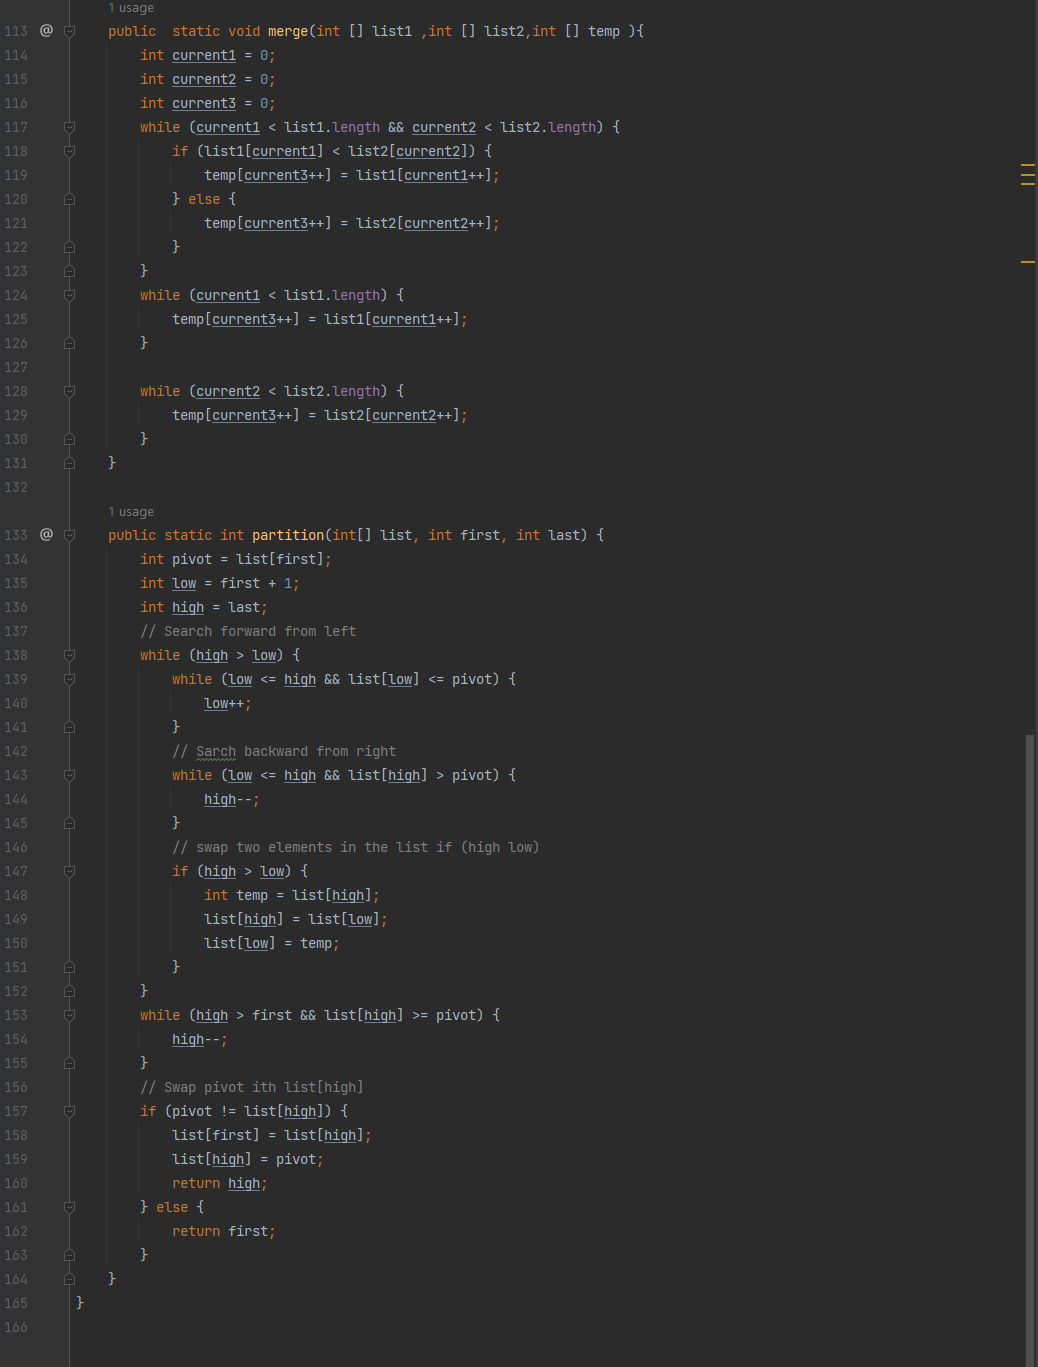 1 usage
113 @ public  static void merge(int [] list1 ,int [] list2,int [] temp ){
114 int current1 = 0;
115 int current2 = 0;
116 int current3 = 0;
117 while (current1 < list1.length && current2 < list2.length) {
118 if (list1[current1] < list2[current2]) {
119 temp[current3++] = list1[current1++];
120 } else {
121 temp[current3++] = list2[current2++];
122 }
123 }
124 while (current1 < list1.length) {
125 temp[current3++] = list1[current1++];
126 }
127
128 while (current2 < list2.length) {
129 temp[current3++] = list2[current2++];
130 }
131 }
132
1 usage
133 @ public static int partition(int[] list, int first, int last) {
134 int pivot = list[first];
135 int low = first + 1;
136 int high = last;
137 // Search forward from left
138 while (high > low) {
139 while (low <= high && list[low] <= pivot) {
140 low++;
141 }
142 // Sarch backward from right
143 while (low <= high && list[high] > pivot) {
144 high--;
145 }
146 // swap two elements in the list if (high low)
147 if (high > low) {
148 int temp = list[high];
149 list[high] = list[low];
150 list[low] = temp;
151 }
152 }
153 while (high > first && list[high] >= pivot) {
154 high--;
155 }
156 // Swap pivot ith list[high]
157 if (pivot != list[high]) {
158 list[first] = list[high];
159 list[high] = pivot;
160 return high;
161 } else {
162 return first;
163 }
164 }
165 }
166